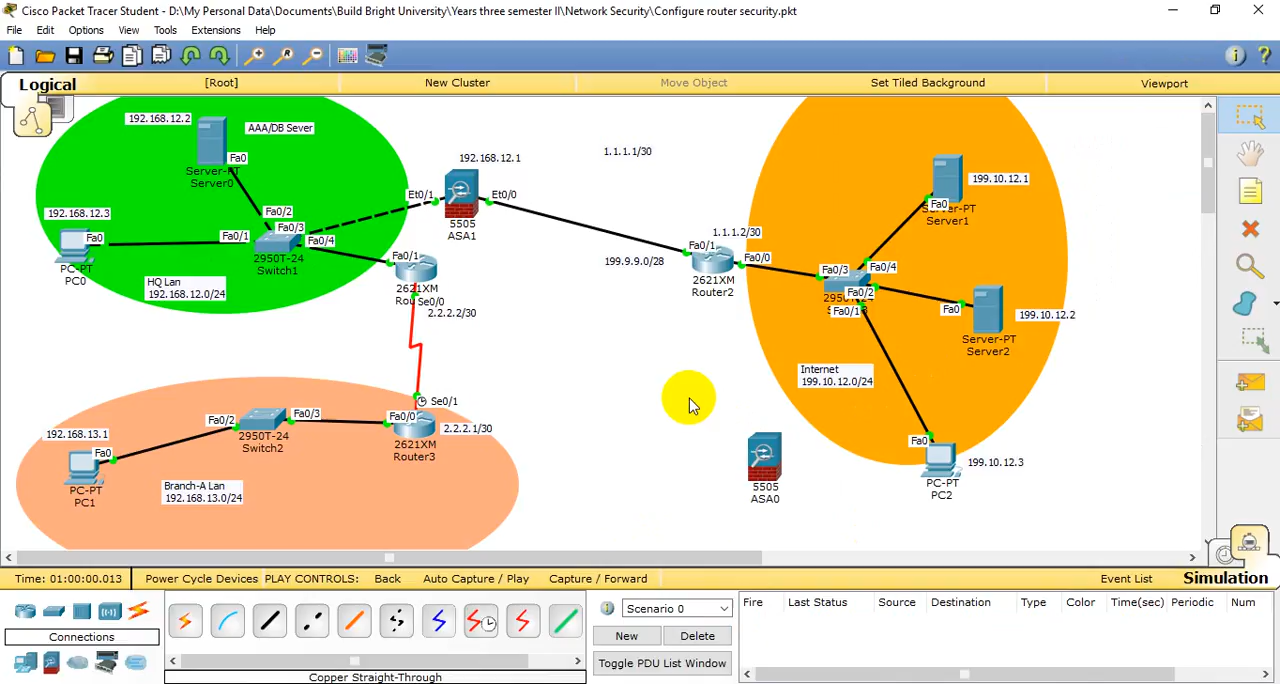 Cisco Packet Tracer Student - D:\My Personal Data\Documents\Build Bright University\Years three semester II\Network Security\Configure router security.pkt
File Edit Options View Tools Extensions Help
Logical [Root] New Cluster Move Object Set Tiled Background Viewport
192.168.12.2
AAA/DB Sever
Fa0
Server-PT
Server0
192.168.12.3
Fa0
PC-PT
PC0
Fa0/2
Fa0/3
Fa0/1
Fa0/4
2950T-24
Switch1
HQ Lan
192.168.12.0/24
192.168.12.1
Et0/1
Et0/0
5505
ASA1
1.1.1.1/30
Fa0/1
2621XM
Se0/0
2.2.2.2/30
1.1.1.2/30
199.9.9.0/28
Fa0/1
Fa0/0
2621XM
Router2
199.10.12.1
Fa0
Server-PT
Server1
Fa0/3
Fa0/4
Fa0/2
Fa0/1
Fa0
199.10.12.2
Server-PT
Server2
Internet
199.10.12.0/24
Fa0
199.10.12.3
PC-PT
PC2
5505
ASA0
Se0/1
Fa0/0
2.2.2.1/30
2621XM
Router3
Fa0/2
Fa0/3
2950T-24
Switch2
192.168.13.1
Fa0
PC-PT
PC1
Branch-A Lan
192.168.13.0/24
Time: 01:00:00.013 Power Cycle Devices PLAY CONTROLS: Back Auto Capture / Play Capture / Forward Event List Simulation
Connections
Copper Straight-Through
Scenario 0
New Delete
Toggle PDU List Window
Fire Last Status Source Destination Type Color Time(sec) Periodic Num